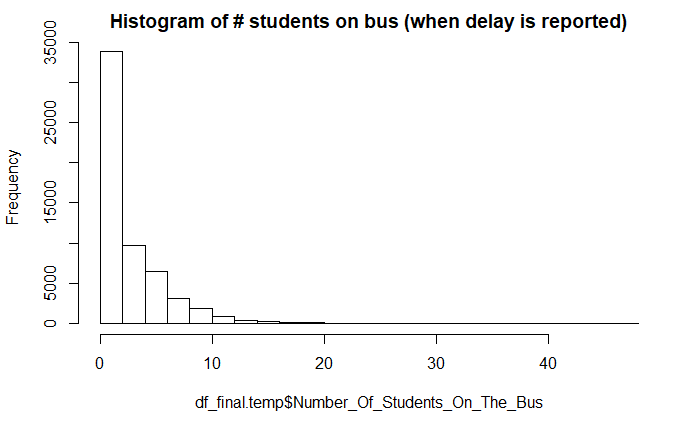 Histogram of # students on bus (when delay is reported)
Frequency
35000
25000
15000
5000
0
0 10 20 30 40
df_final.temp$Number_Of_Students_On_The_Bus